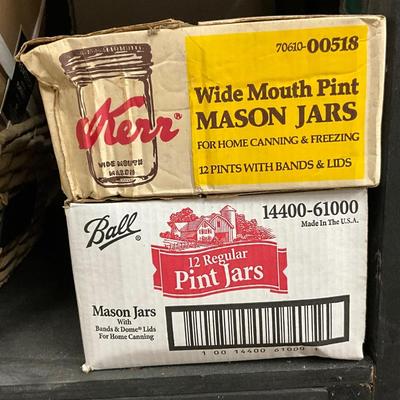 70610-00518
Kerr
WIDE MOUTH
MASON
Wide Mouth Pint
MASON JARS
FOR HOME CANNING & FREEZING
12 PINTS WITH BANDS & LIDS
Ball
14400-61000
Made In The U.S.A.
12 Regular
Pint Jars
Mason Jars
With
Bands & Dome® Lids
For Home Canning
1 00 14400 61000